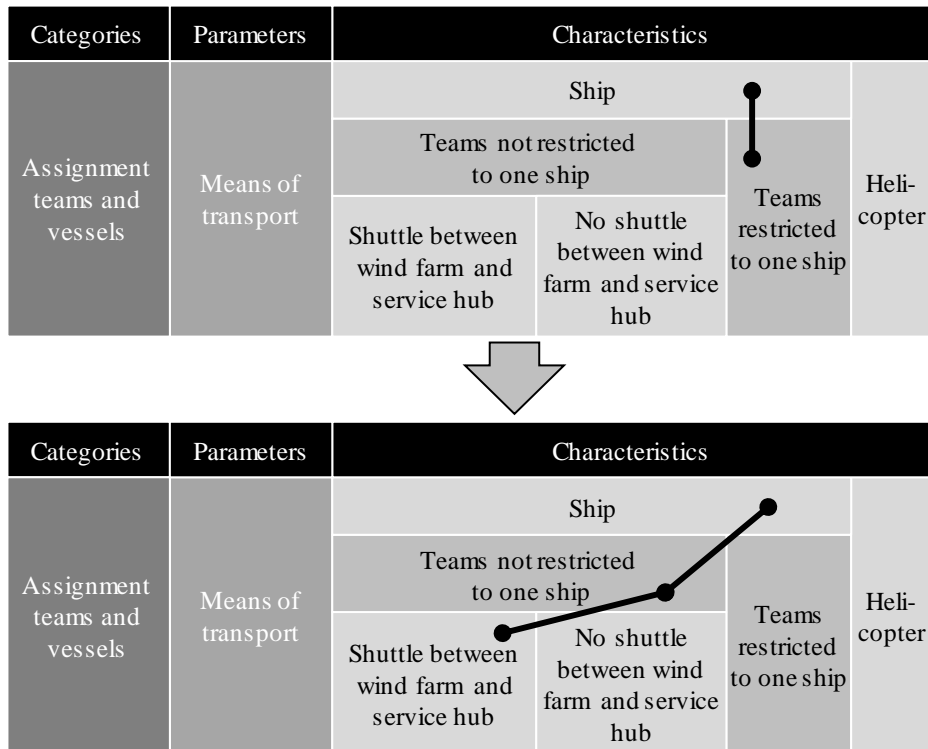 Categories
Parameters
Characteristics
Assignment
teams and
vessels
Means of
transport
Ship
Teams not restricted
to one ship
Shuttle between
wind farm and
service hub
No shuttle
between wind
farm and service
hub
Teams
restricted
to one ship
Heli-
copter
Categories
Parameters
Characteristics
Assignment
teams and
vessels
Means of
transport
Ship
Teams not restricted
to one ship
Shuttle between
wind farm and
service hub
No shuttle
between wind
farm and service
hub
Teams
restricted
to one ship
Heli-
copter